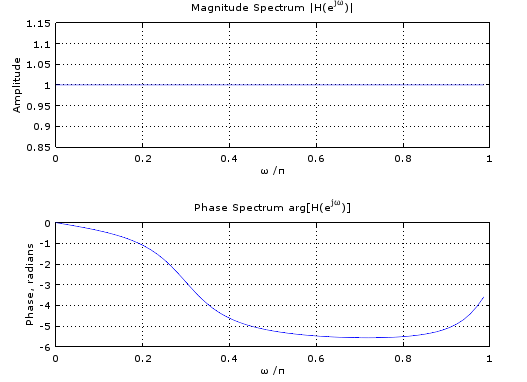 Magnitude Spectrum |H(e^jω)|
1.15
1.1
1.05
1
0.95
0.9
0.85
Amplitude
0 0.2 0.4 0.6 0.8 1
ω /π
Phase Spectrum arg[H(e^jω)]
0
-1
-2
-3
-4
-5
-6
Phase, radians
0 0.2 0.4 0.6 0.8 1
ω /π